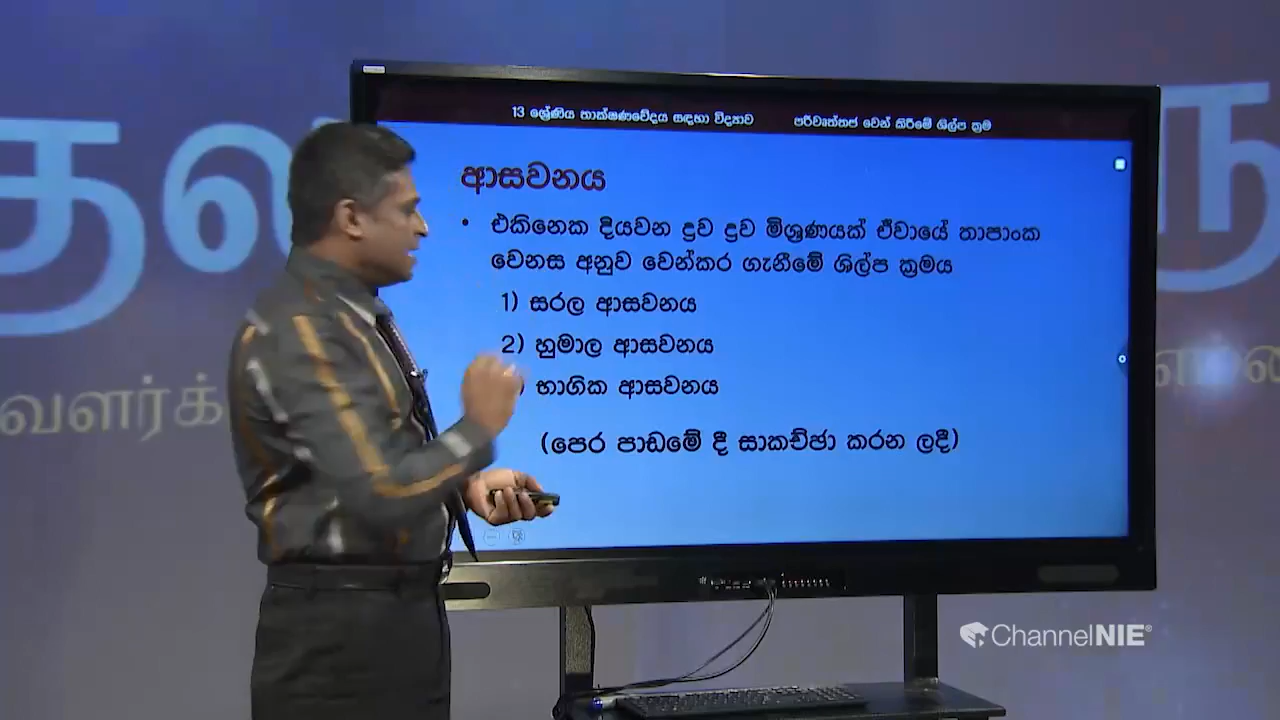 13 ශ්‍රේණිය තාක්ෂණවේදය සඳහා විද්‍යාව පරිවෘත්තජ වෙන් කිරීමේ ශිල්ප ක්‍රම
ආසවනය
• එකිනෙක දියවන ද්‍රව ද්‍රව මිශ්‍රණයක් ඒවායේ තාපාංක
වෙනස අනුව වෙන්කර ගැනීමේ ශිල්ප ක්‍රමය
1) සරල ආසවනය
2) හුමාල ආසවනය
) භාගික ආසවනය
(පෙර පාඩමේ දී සාකච්ඡා කරන ලදී)
வளர்க்
ChannelNIE®